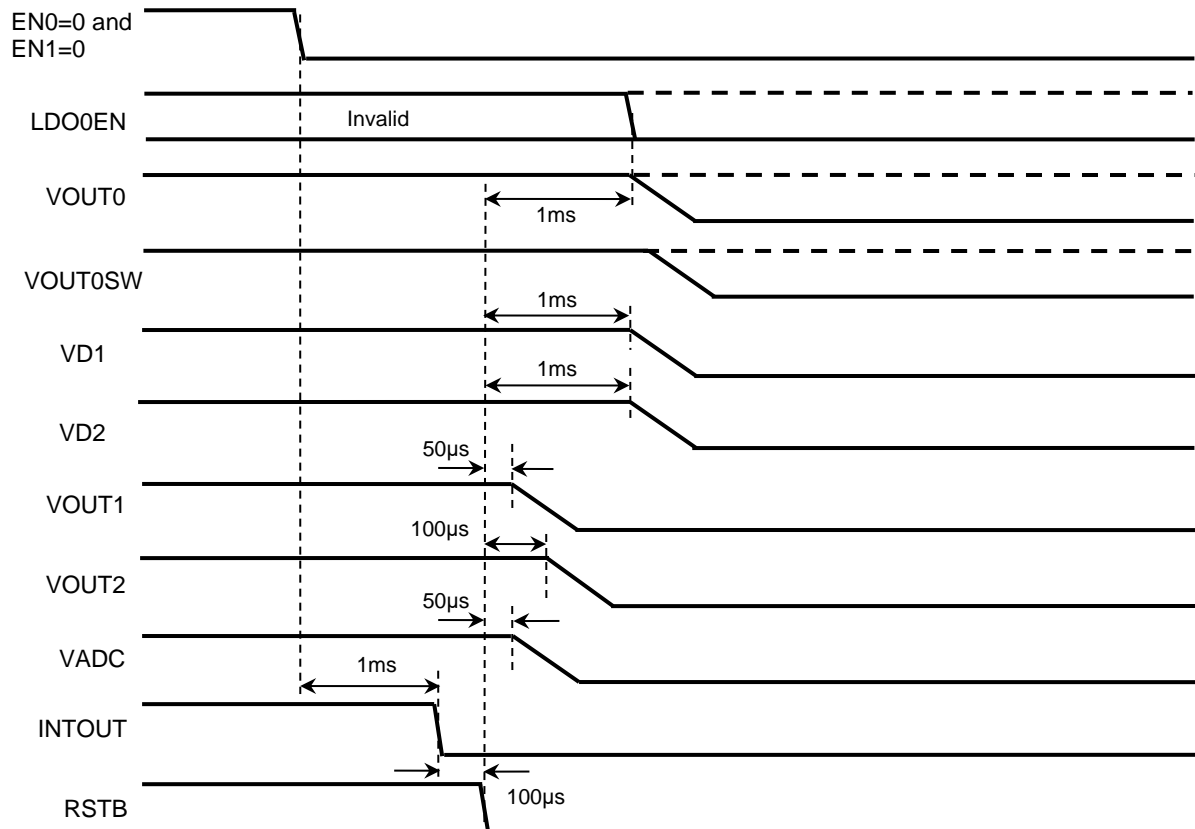 EN0=0 and
EN1=0
LDO0EN
Invalid
VOUT0
1ms
VOUT0SW
1ms
VD1
1ms
VD2
50µs
VOUT1
100µs
VOUT2
50µs
VADC
1ms
INTOUT
100µs
RSTB